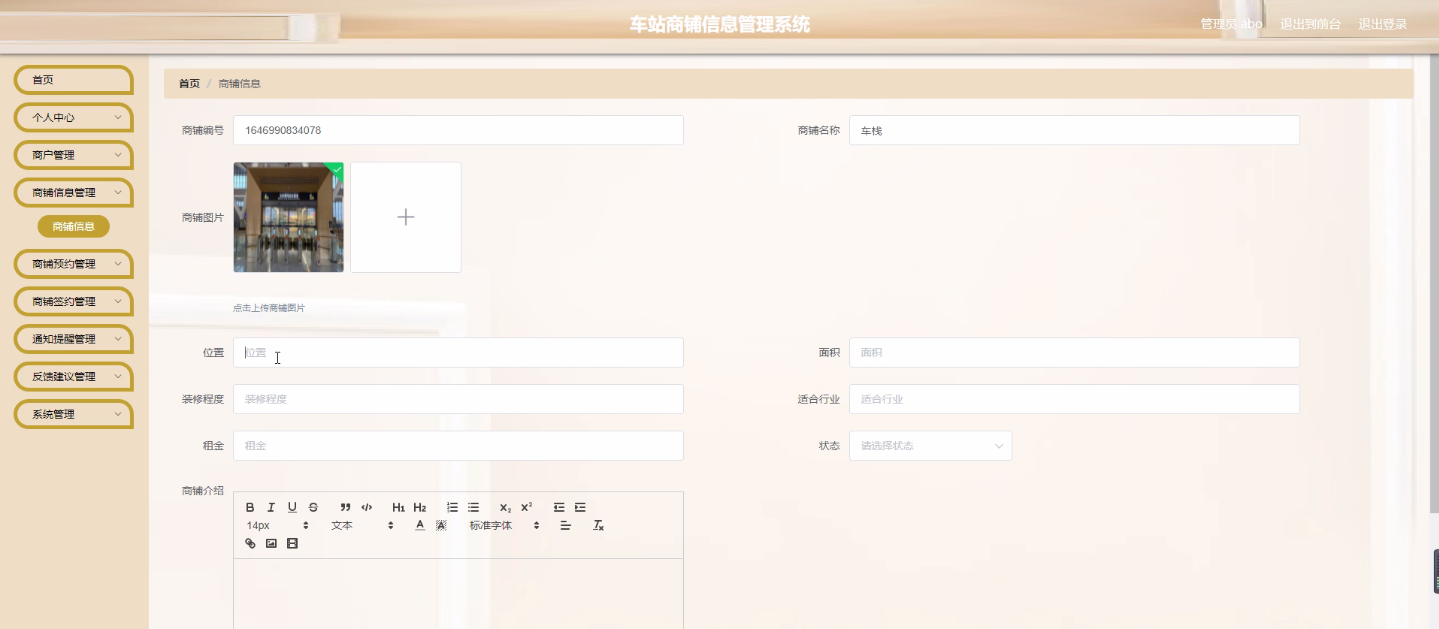 车站商铺信息管理系统
管理员 abo 退出到前台 退出登录
首页
个人中心
商户管理
商铺信息管理
商铺信息
商铺预约管理
商铺签约管理
通知提醒管理
反馈建议管理
系统管理
首页 / 商铺信息
商铺编号 1646990834078 商铺名称 车栈
商铺图片
点击上传商铺图片
位置 位置 面积 面积
装修程度 装修程度 适合行业 适合行业
租金 租金 状态 请选择状态
商铺介绍
B I U S H1 H2 X2 X2
14px 文本 A A 标准字体 Tx